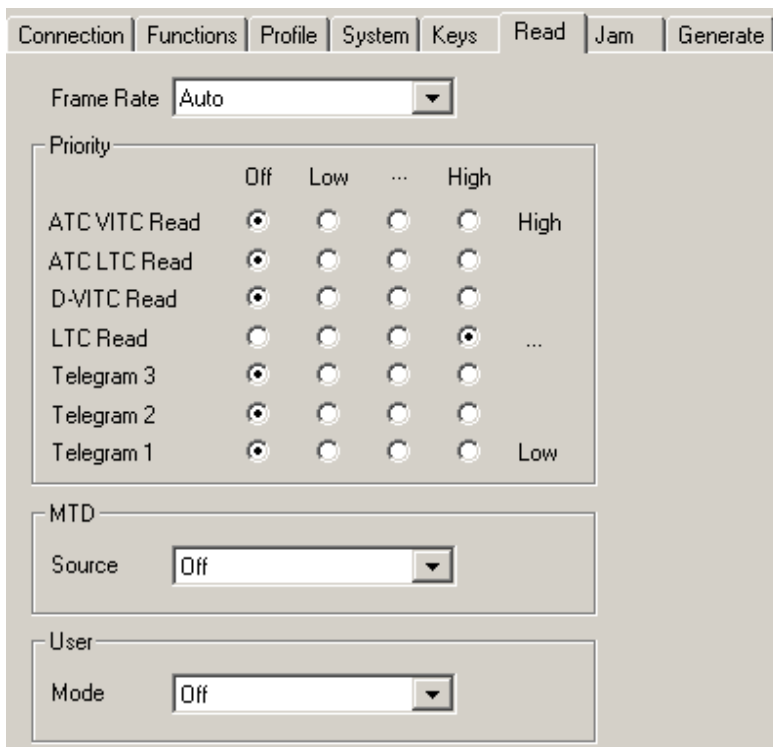 Connection Functions Profile System Keys Read Jam Generate
Frame Rate Auto
Priority
Off Low ... High
ATC VITC Read High
ATC LTC Read
D-VITC Read
LTC Read ...
Telegram 3
Telegram 2
Telegram 1 Low
MTD
Source Off
User
Mode Off